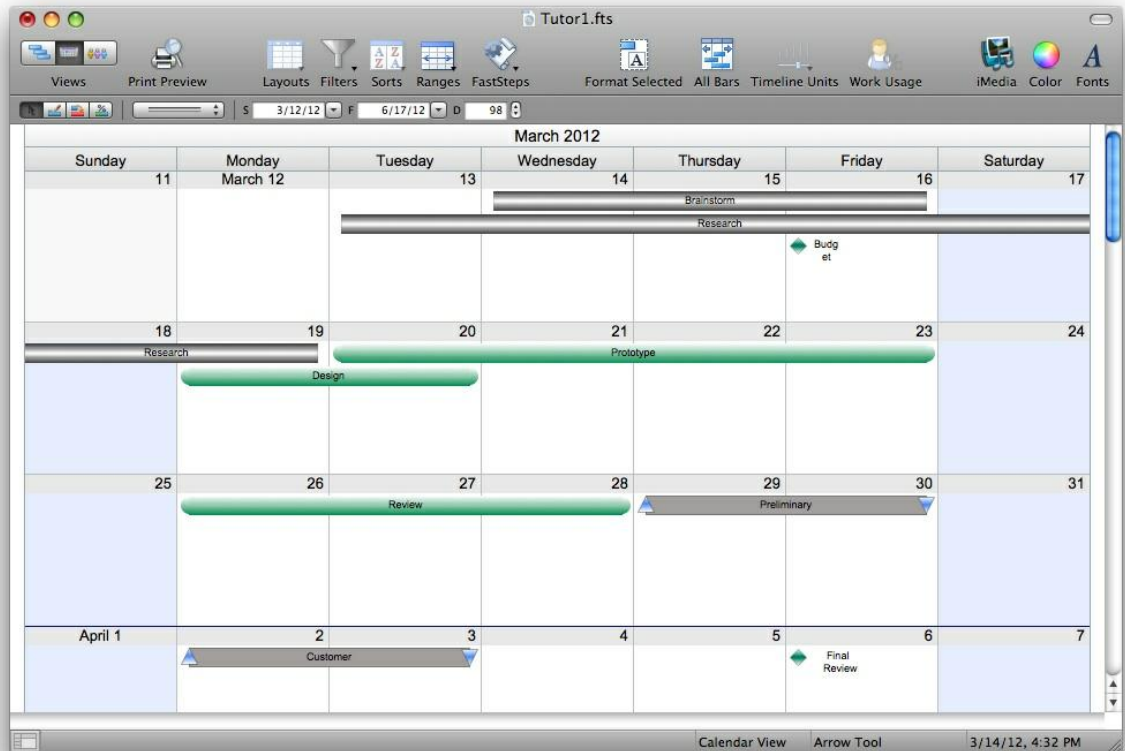 Tutor1.fts
Views Print Preview Layouts Filters Sorts Ranges FastSteps Format Selected All Bars Timeline Units Work Usage iMedia Color Fonts
S 3/12/12 F 6/17/12 D 98
March 2012
Sunday Monday Tuesday Wednesday Thursday Friday Saturday
11 March 12 13 14 15 16 17
Brainstorm
Research
Budg
et
18 19 20 21 22 23 24
Research Prototype
Design
25 26 27 28 29 30 31
Review Preliminary
April 1 2 3 4 5 6 7
Customer Final
Review
Calendar View Arrow Tool 3/14/12, 4:32 PM